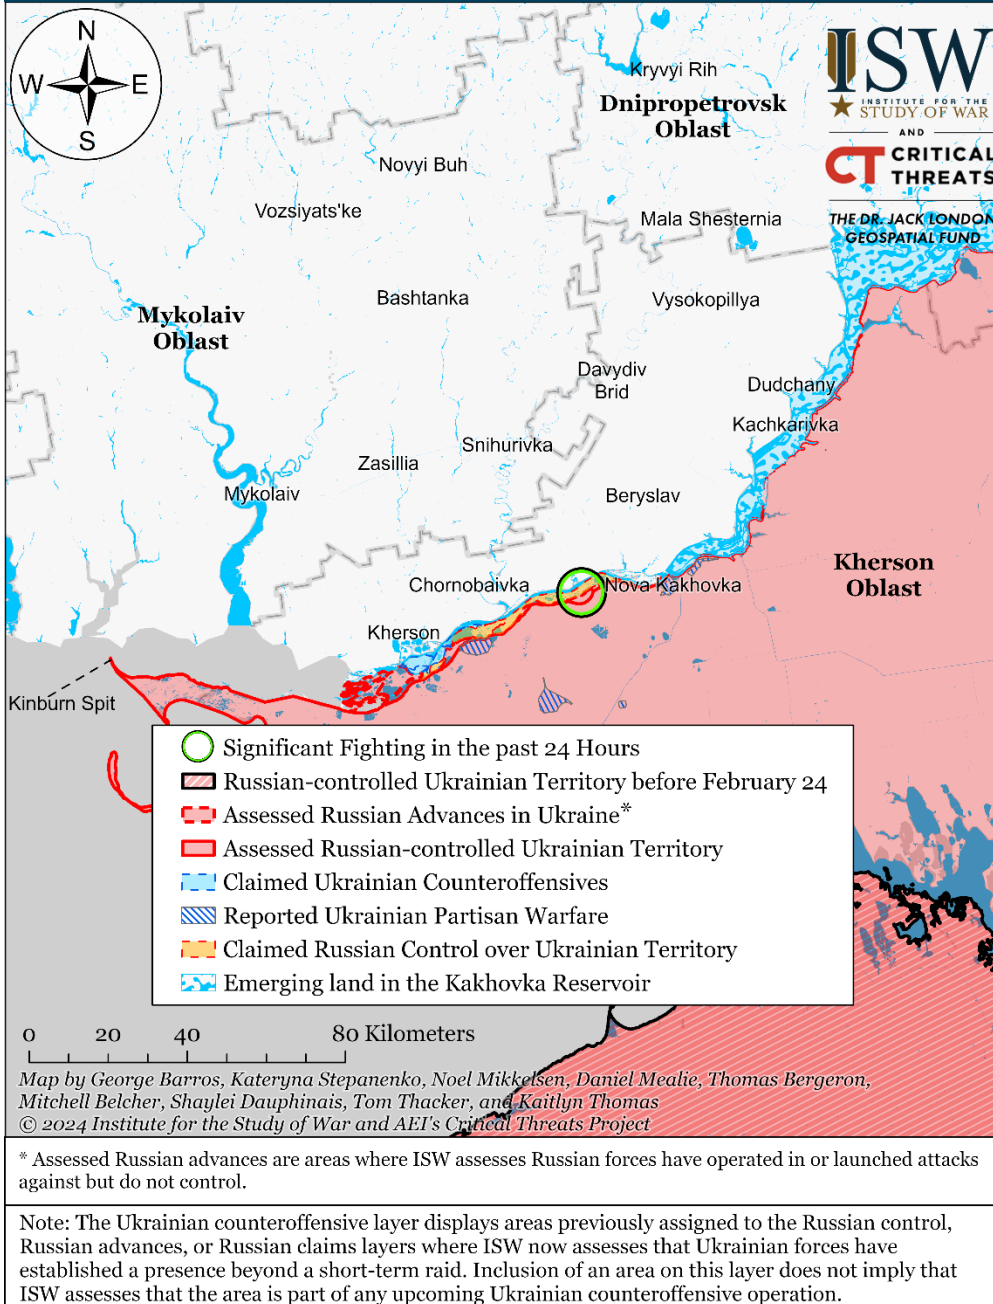 N
W E
S
ISW
INSTITUTE FOR THE
STUDY OF WAR
AND
CT CRITICAL
THREATS
THE DR. JACK LONDON
GEOSPATIAL FUND
Kryvyi Rih
Dnipropetrovsk
Oblast
Novyi Buh
Vozsiyats'ke
Mala Shesternia
Bashtanka
Vysokopillya
Mykolaiv
Oblast
Davydiv
Brid
Dudchany
Kachkarivka
Snihurivka
Zasillia
Mykolaiv
Beryslav
Kherson
Oblast
Chornobaivka
Nova Kakhovka
Kherson
Kinburn Spit
Significant Fighting in the past 24 Hours
Russian-controlled Ukrainian Territory before February 24
Assessed Russian Advances in Ukraine*
Assessed Russian-controlled Ukrainian Territory
Claimed Ukrainian Counteroffensives
Reported Ukrainian Partisan Warfare
Claimed Russian Control over Ukrainian Territory
Emerging land in the Kakhovka Reservoir
0 20 40 80 Kilometers
Map by George Barros, Kateryna Stepanenko, Noel Mikkelsen, Daniel Mealie, Thomas Bergeron,
Mitchell Belcher, Shaylei Dauphinais, Tom Thacker, and Kaitlyn Thomas
© 2024 Institute for the Study of War and AEI's Critical Threats Project
* Assessed Russian advances are areas where ISW assesses Russian forces have operated in or launched attacks
against but do not control.
Note: The Ukrainian counteroffensive layer displays areas previously assigned to the Russian control,
Russian advances, or Russian claims layers where ISW now assesses that Ukrainian forces have
established a presence beyond a short-term raid. Inclusion of an area on this layer does not imply that
ISW assesses that the area is part of any upcoming Ukrainian counteroffensive operation.